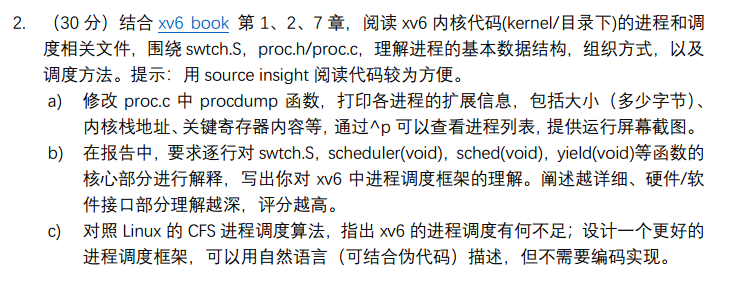 2. （30 分）结合 xv6 book 第 1、2、7 章，阅读 xv6 内核代码(kernel/目录下)的进程和调
度相关文件，围绕 swtch.S，proc.h/proc.c，理解进程的基本数据结构，组织方式，以及
调度方法。提示：用 source insight 阅读代码较为方便。
a) 修改 proc.c 中 procdump 函数，打印各进程的扩展信息，包括大小（多少字节）、
内核栈地址、关键寄存器内容等，通过^p 可以查看进程列表，提供运行屏幕截图。
b) 在报告中，要求逐行对 swtch.S，scheduler(void)，sched(void)，yield(void)等函数的
核心部分进行解释，写出你对 xv6 中进程调度框架的理解。阐述越详细、硬件/软
件接口部分理解越深，评分越高。
c) 对照 Linux 的 CFS 进程调度算法，指出 xv6 的进程调度有何不足；设计一个更好的
进程调度框架，可以用自然语言（可结合伪代码）描述，但不需要编码实现。